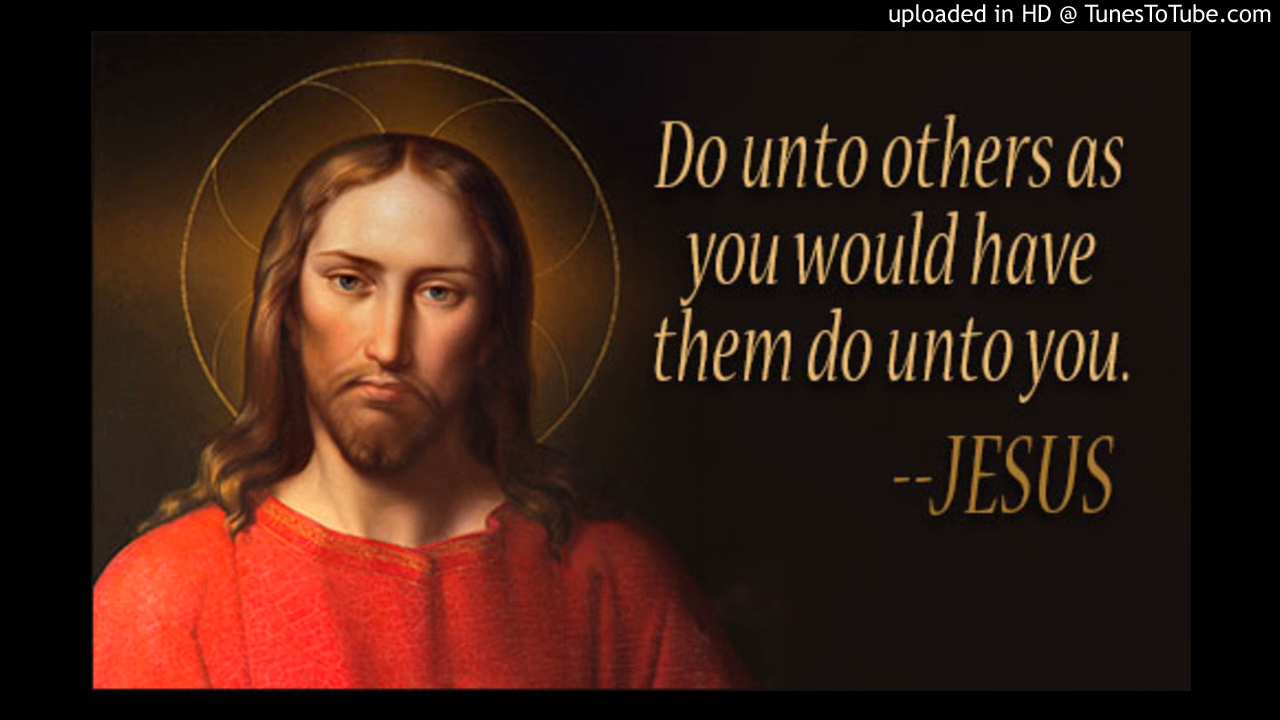 uploaded in HD @ TunesToTube.com
Do unto others as
you would have
them do unto you.
--JESUS